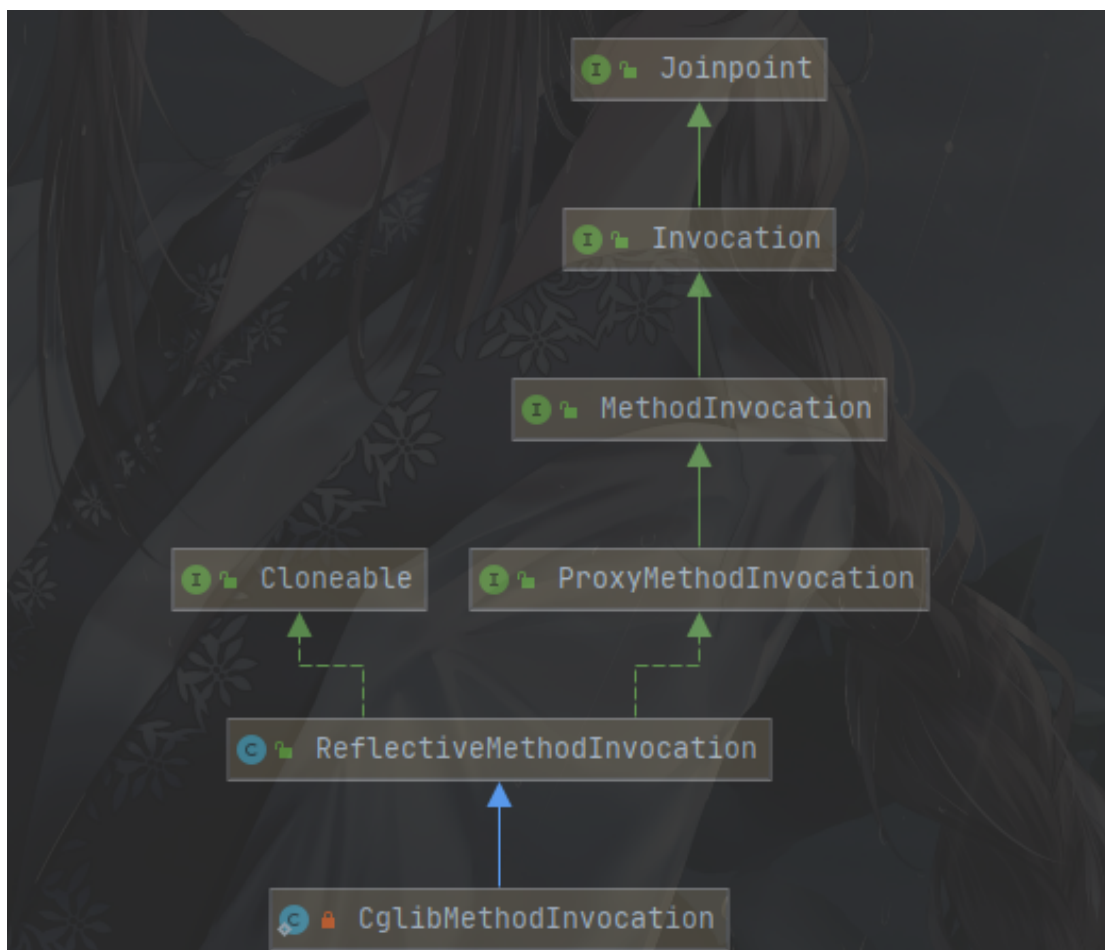 Joinpoint
Invocation
MethodInvocation
Cloneable
ProxyMethodInvocation
ReflectiveMethodInvocation
CglibMethodInvocation